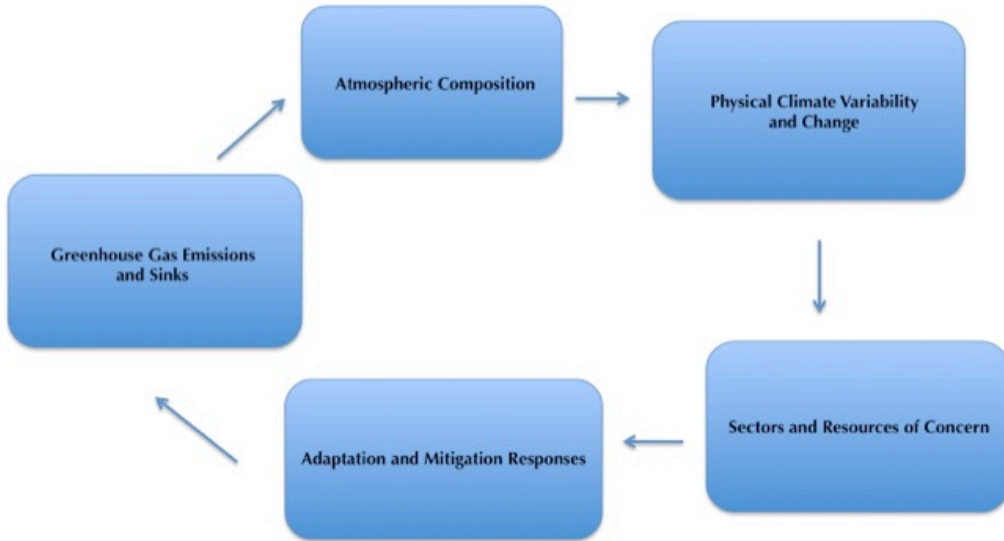 Atmospheric Composition
Physical Climate Variability
and Change
Greenhouse Gas Emissions
and Sinks
Sectors and Resources of Concern
Adaptation and Mitigation Responses